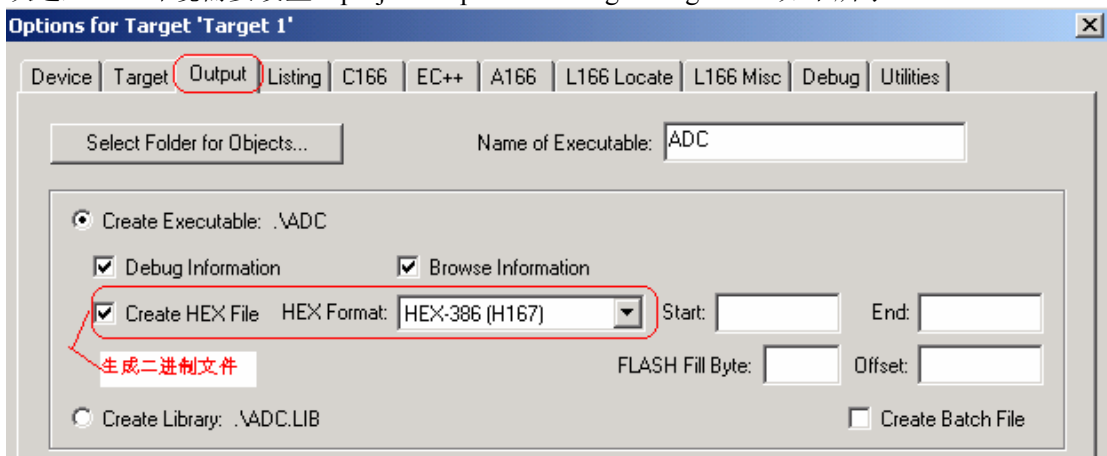 Options for Target 'Target 1'
Device Target Output Listing C166 EC++ A166 L166 Locate L166 Misc Debug Utilities
Select Folder for Objects... Name of Executable: ADC
Create Executable: .\ADC
Debug Information Browse Information
Create HEX File HEX Format: HEX-386 (H167) Start: End:
生成二进制文件
FLASH Fill Byte: Offset:
Create Library: .\ADC.LIB Create Batch File